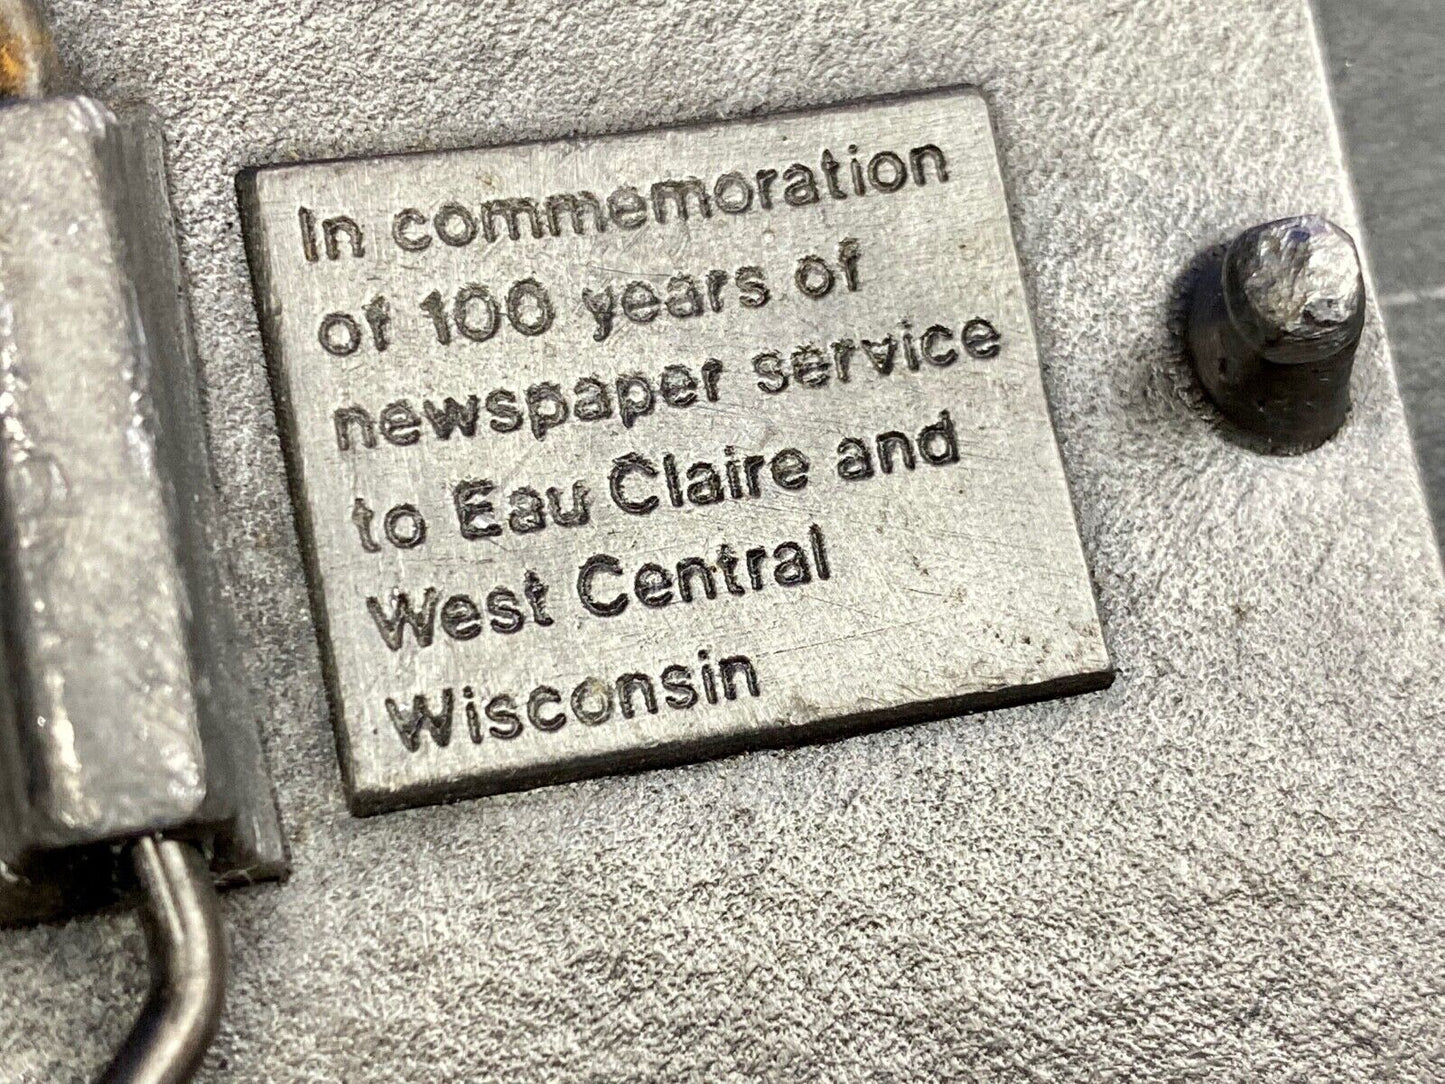 In commemoration
of 100 years of
newspaper service
to Eau Claire and
West Central
Wisconsin